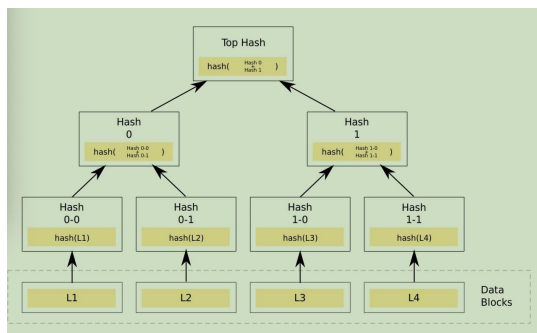 Top Hash
hash( Hash 0 + Hash 1 )
Hash
0
hash( Hash 0-0 + Hash 0-1 )
Hash
1
hash( Hash 1-0 + Hash 1-1 )
Hash
0-0
hash(L1)
Hash
0-1
hash(L2)
Hash
1-0
hash(L3)
Hash
1-1
hash(L4)
L1
L2
L3
L4
Data
Blocks